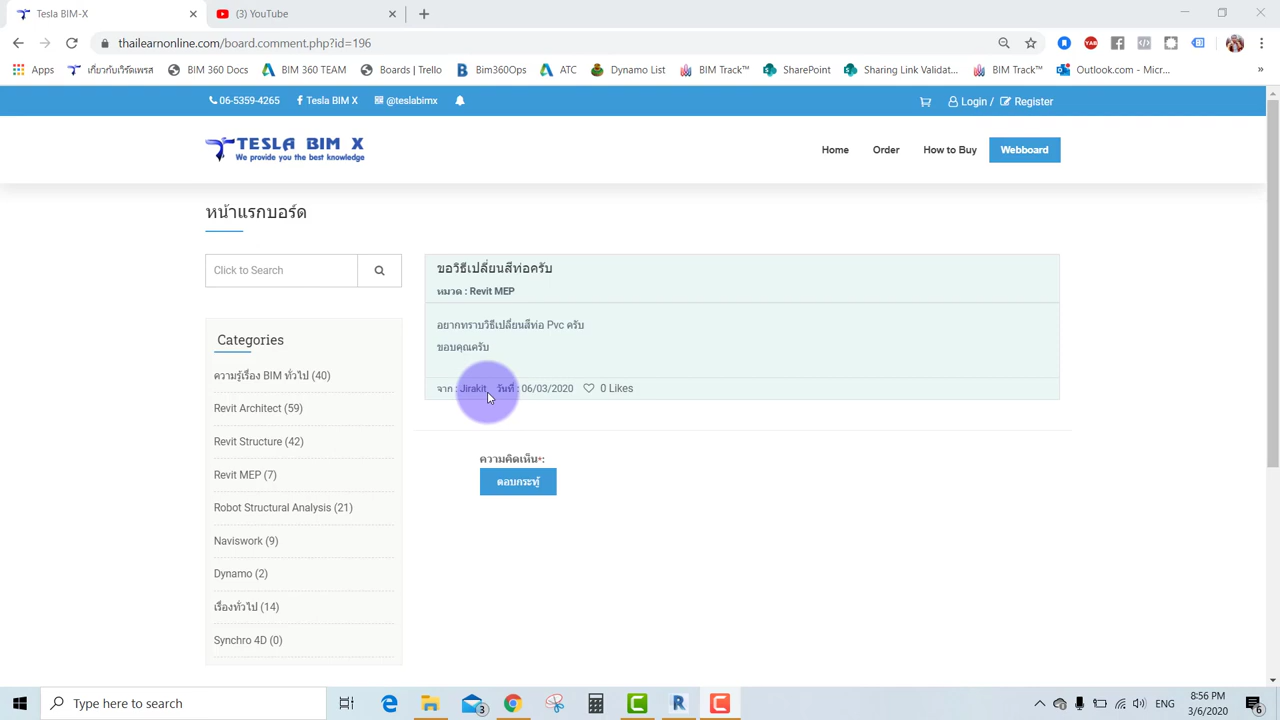 Tesla BIM-X
(3) YouTube
thailearnonline.com/board.comment.php?id=196
Apps
เกี่ยวกับเวิร์ดเพรส
BIM 360 Docs
BIM 360 TEAM
Boards | Trello
Bim360Ops
ATC
Dynamo List
BIM Track™
SharePoint
Sharing Link Validat...
BIM Track™
Outlook.com - Micr...
»
06-5359-4265
Tesla BIM X
@teslabimx
Login /
Register
TESLA BIM X
We provide you the best knowledge
Home
Order
How to Buy
Webboard
หน้าแรกบอร์ด
Click to Search
ขอวิธีเปลี่ยนสีท่อครับ
หมวด : Revit MEP
อยากทราบวิธีเปลี่ยนสีท่อ Pvc ครับ
ขอบคุณครับ
จาก : Jirakit, วันที่ : 06/03/2020 0 Likes
Categories
ความรู้เรื่อง BIM ทั่วไป (40)
Revit Architect (59)
Revit Structure (42)
Revit MEP (7)
Robot Structural Analysis (21)
Naviswork (9)
Dynamo (2)
เรื่องทั่วไป (14)
Synchro 4D (0)
ความคิดเห็น*:
ตอบกระทู้
Type here to search
3
ENG
8:56 PM
3/6/2020
6